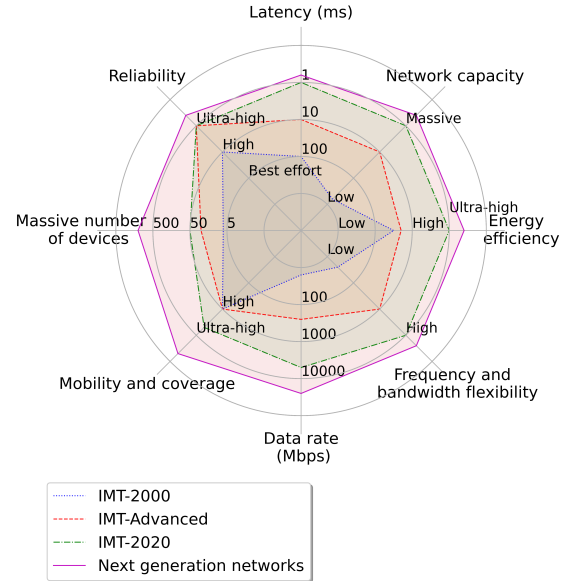 Latency (ms)
Reliability
Network capacity
1
Ultra-high
10
Massive
High
100
Best effort
Low
Ultra-high
Massive number
of devices
500
50
5
Low
High
Energy
efficiency
Low
High
100
Ultra-high
1000
High
10000
Mobility and coverage
Frequency and
bandwidth flexibility
Data rate
(Mbps)
IMT-2000
IMT-Advanced
IMT-2020
Next generation networks